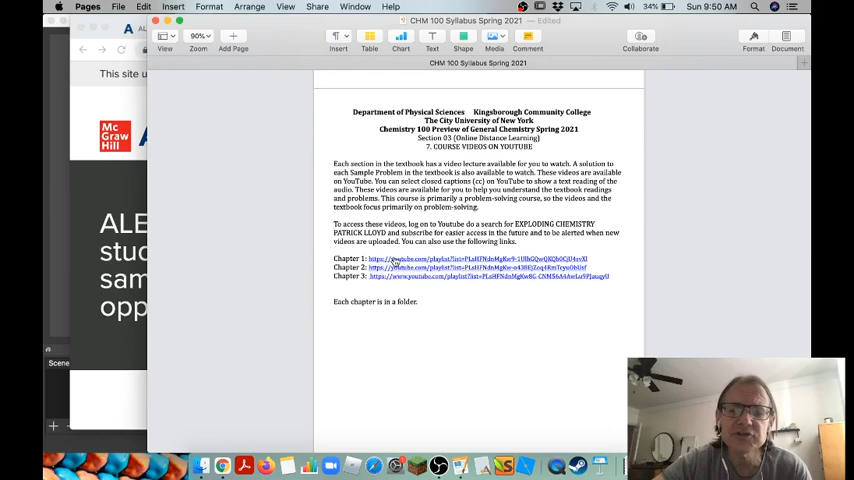 Pages File Edit Insert Format Arrange View Share Window Help 34% Sun 9:50 AM
CHM 100 Syllabus Spring 2021 — Edited
90%
View Zoom Add Page Insert Table Chart Text Shape Media Comment Collaborate Format Document
CHM 100 Syllabus Spring 2021
This site u
Mc
Graw
Hill
ALE
stud
sam
opp
Scene
Department of Physical Sciences Kingsborough Community College
The City University of New York
Chemistry 100 Preview of General Chemistry Spring 2021
Section 03 (Online Distance Learning)
7. COURSE VIDEOS ON YOUTUBE
Each section in the textbook has a video lecture available for you to watch. A solution to
each Sample Problem in the textbook is also available to watch. These videos are available
on YouTube. You can select closed captions (cc) on YouTube to show a text reading of the
audio. These videos are available for you to help you understand the textbook readings
and problems. This course is primarily a problem-solving course, so the videos and the
textbook focus primarily on problem-solving.
To access these videos, log on to Youtube do a search for EXPLODING CHEMISTRY
PATRICK LLOYD and subscribe for easier access in the future and to be alerted when new
videos are uploaded. You can also use the following links.
Chapter 1:
Chapter 2:
Chapter 3:
Each chapter is in a folder.